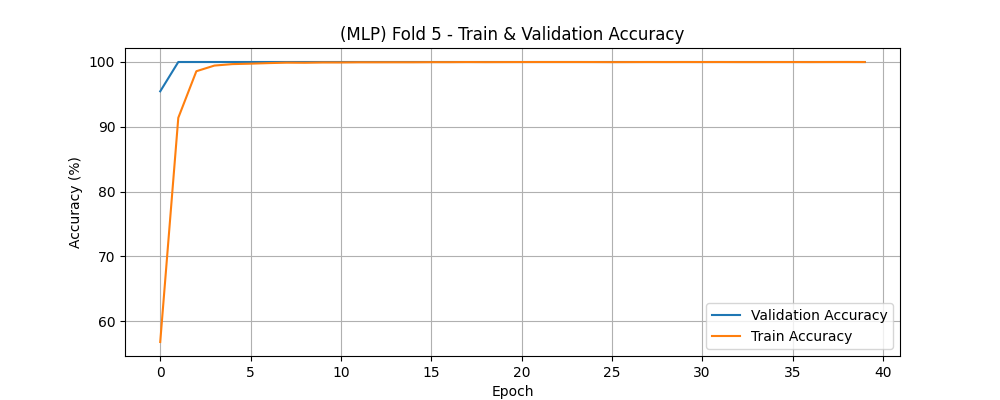 (MLP) Fold 5 - Train & Validation Accuracy
100
90
80
70
60
Accuracy (%)
0 5 10 15 20 25 30 35 40
Epoch
Validation Accuracy
Train Accuracy